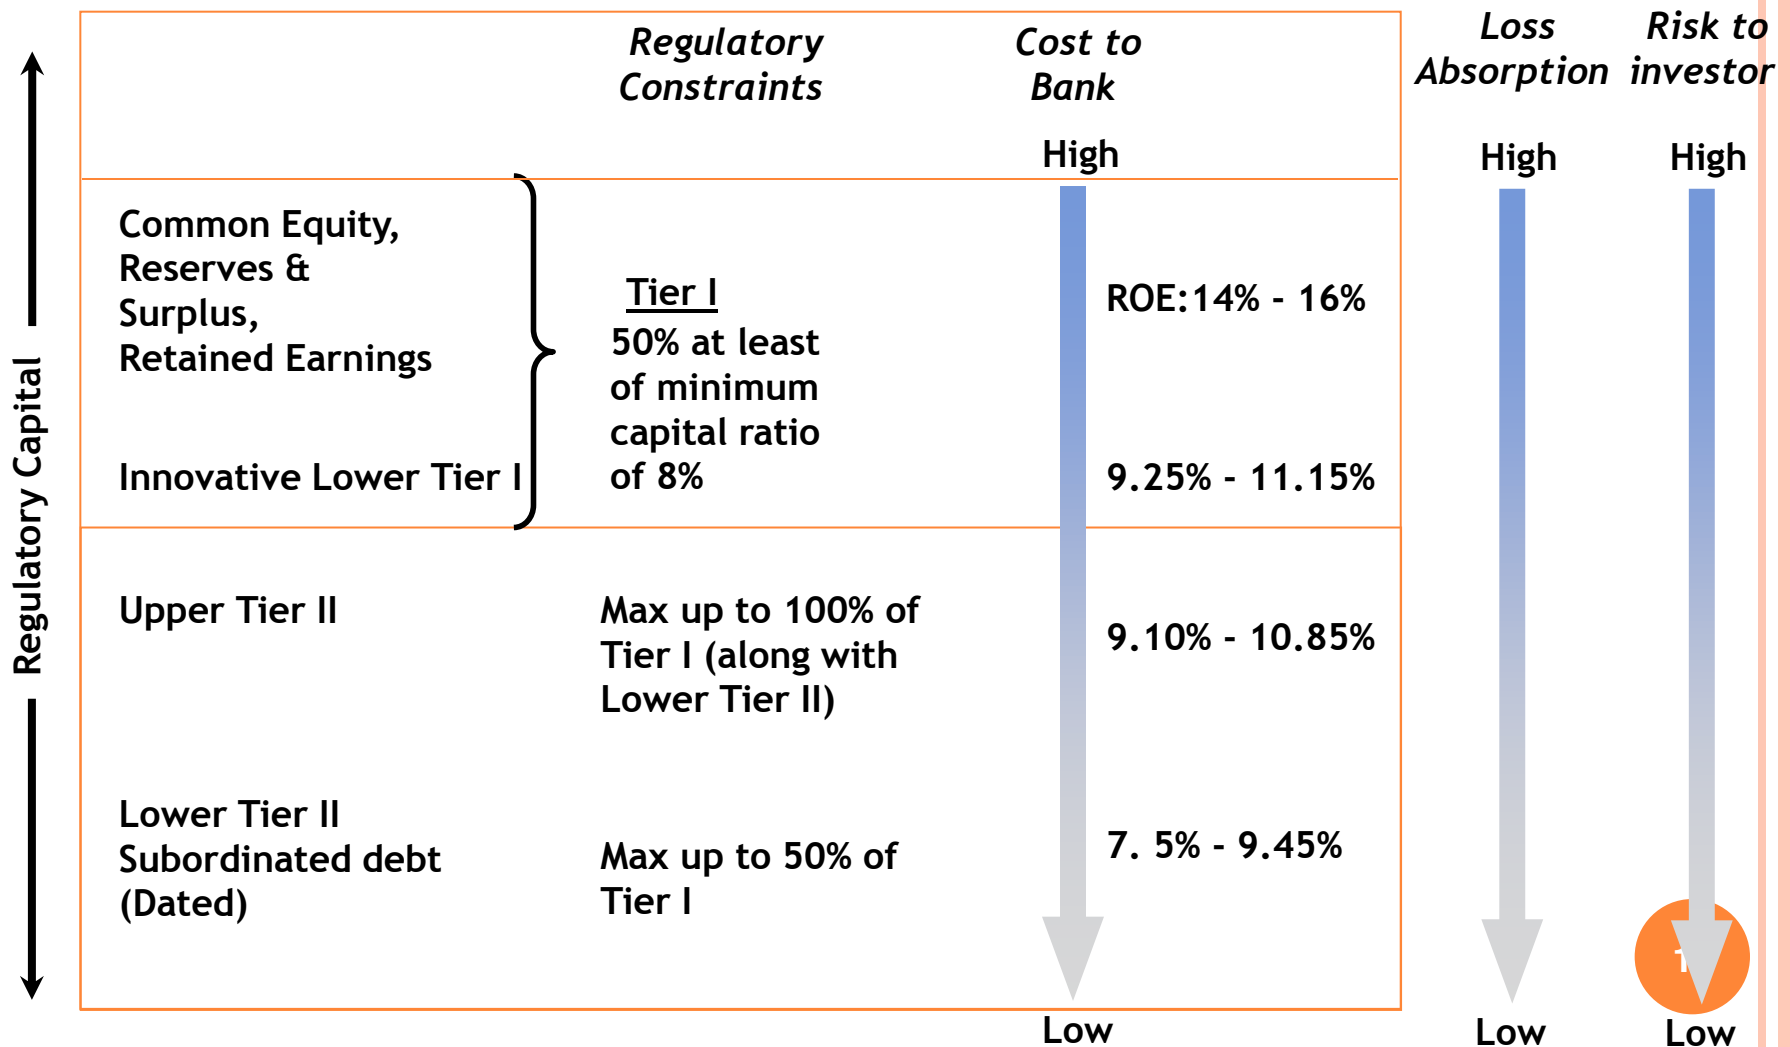 Regulatory
Constraints
Cost to
Bank
Loss
Absorption
Risk to
investor
High
High
High
Regulatory Capital
Common Equity,
Reserves &
Surplus,
Retained Earnings
Innovative Lower Tier I
Tier I
50% at least
of minimum
capital ratio
of 8%
ROE:14% - 16%
9.25% - 11.15%
Upper Tier II
Max up to 100% of
Tier I (along with
Lower Tier II)
9.10% - 10.85%
Lower Tier II
Subordinated debt
(Dated)
Max up to 50% of
Tier I
7. 5% - 9.45%
Low
Low
Low